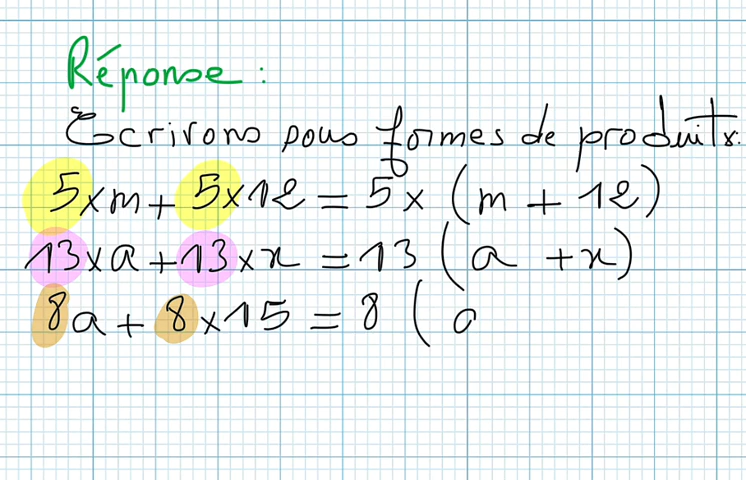 Réponse :
Ecrivons sous formes de produits:
5×m + 5×12 = 5× (m + 12)
13×a + 13×x = 13 (a + x)
8a + 8×15 = 8 ( a